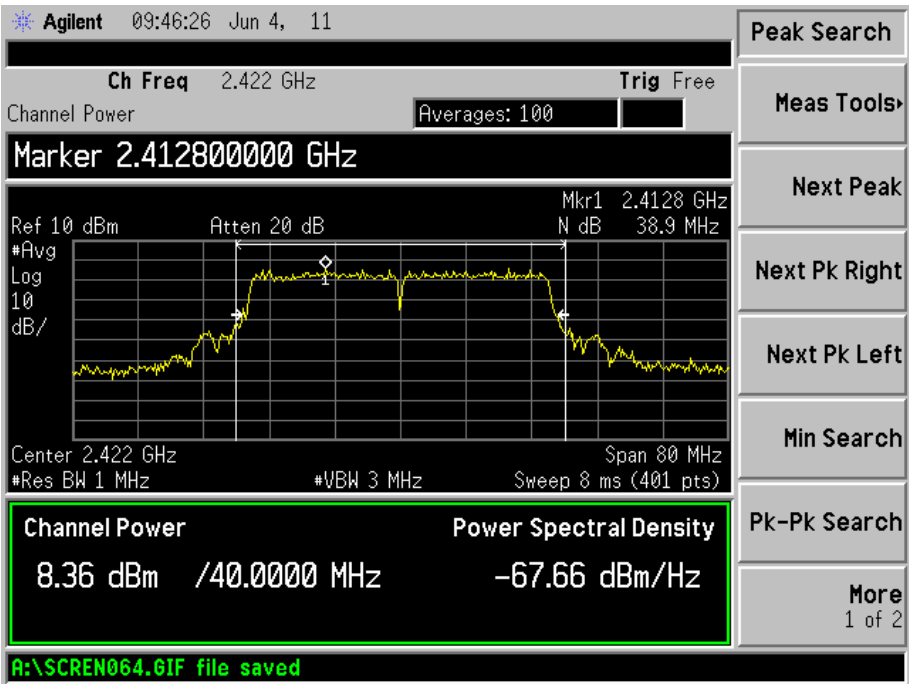 Agilent 09:46:26 Jun 4, 11
Ch Freq 2.422 GHz Trig Free
Channel Power Averages: 100
Marker 2.412800000 GHz
Mkr1 2.4128 GHz
Ref 10 dBm Atten 20 dB N dB 38.9 MHz
#Avg
Log
10
dB/
1
Center 2.422 GHz Span 80 MHz
#Res BW 1 MHz #VBW 3 MHz Sweep 8 ms (401 pts)
Channel Power Power Spectral Density
8.36 dBm /40.0000 MHz -67.66 dBm/Hz
A:\SCREN064.GIF file saved
Peak Search
Meas Tools
Next Peak
Next Pk Right
Next Pk Left
Min Search
Pk-Pk Search
More
1 of 2